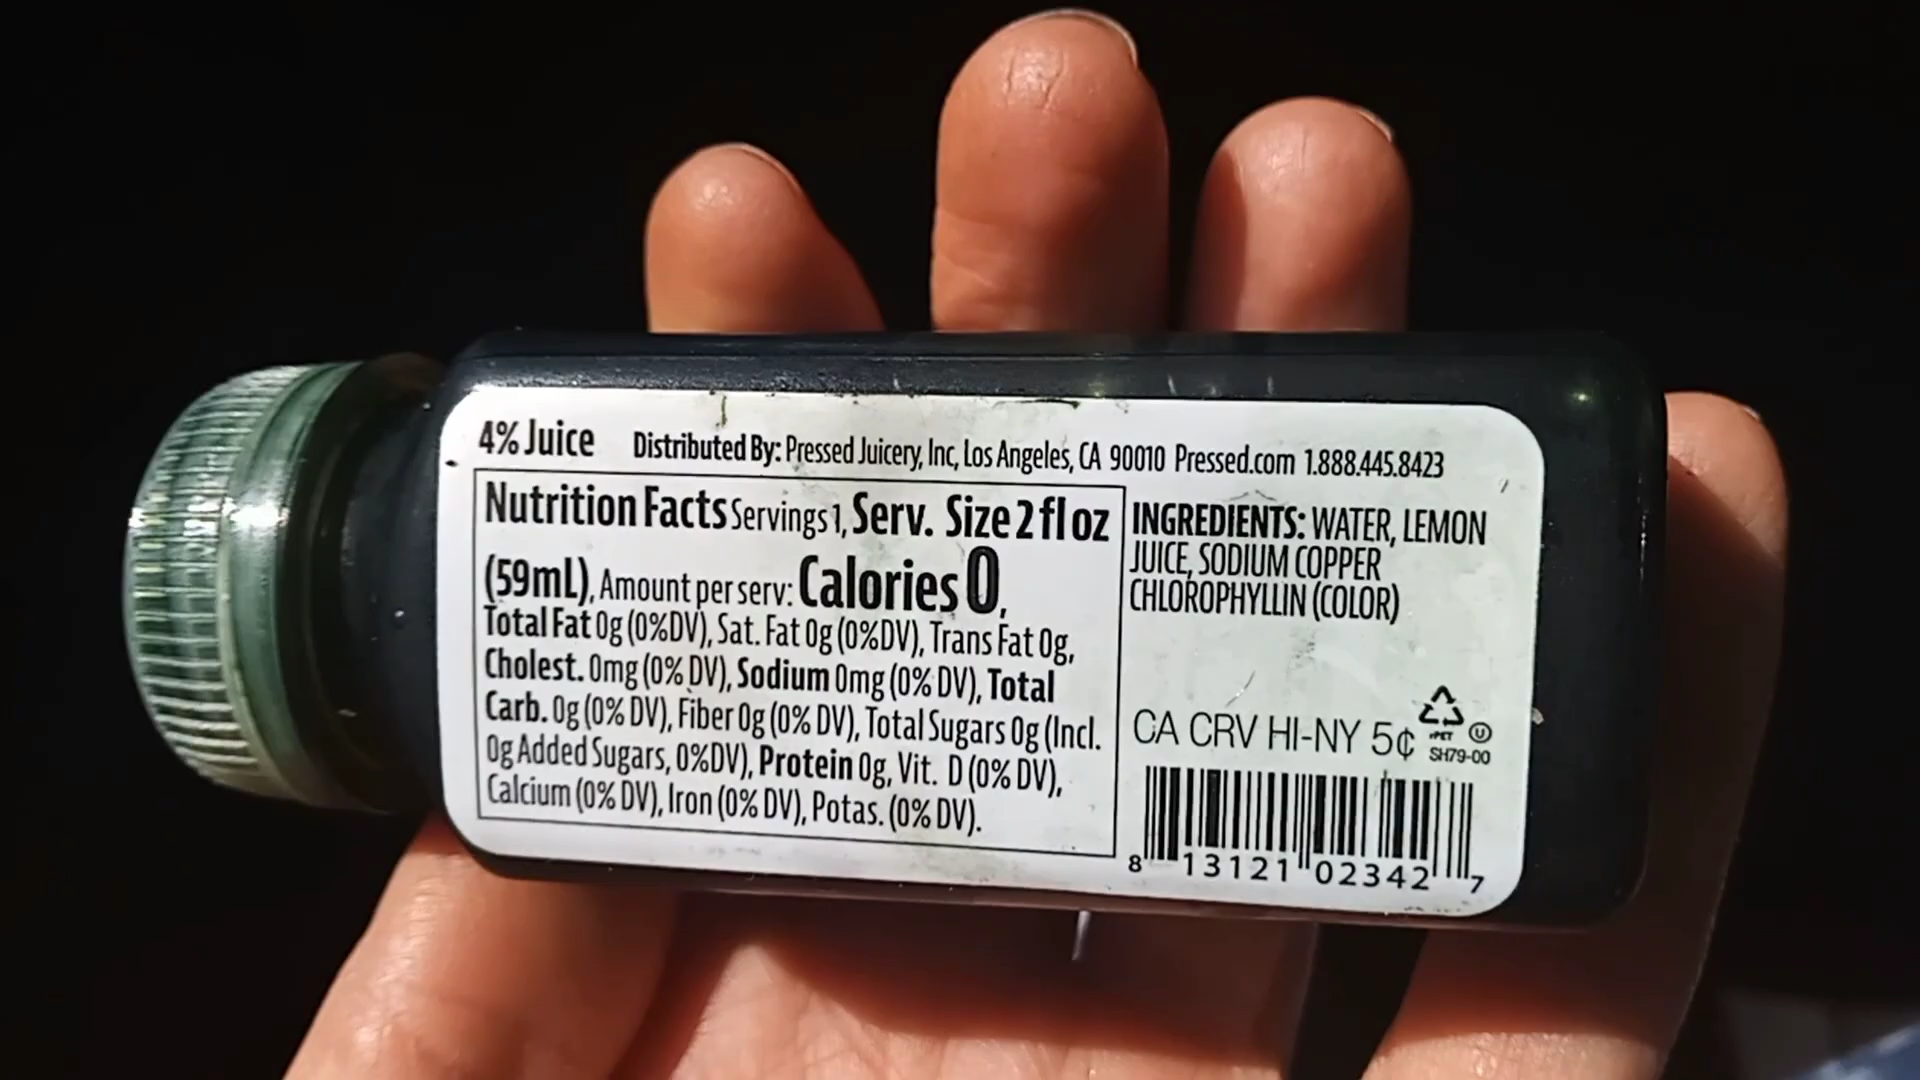 4% Juice Distributed By: Pressed Juicery, Inc, Los Angeles, CA 90010 Pressed.com 1.888.445.8423
Nutrition Facts Servings 1, Serv. Size 2 fl oz
(59mL), Amount per serv: Calories 0,
Total Fat 0g (0%DV), Sat. Fat 0g (0%DV), Trans Fat 0g,
Cholest. 0mg (0% DV), Sodium 0mg (0% DV), Total
Carb. 0g (0% DV), Fiber 0g (0% DV), Total Sugars 0g (Incl.
0g Added Sugars, 0%DV), Protein 0g, Vit. D (0% DV),
Calcium (0% DV), Iron (0% DV), Potas. (0% DV).
INGREDIENTS: WATER, LEMON
JUICE, SODIUM COPPER
CHLOROPHYLLIN (COLOR)
CA CRV HI-NY 5¢
rPET
U
SH79-00
8 13121 02342 7